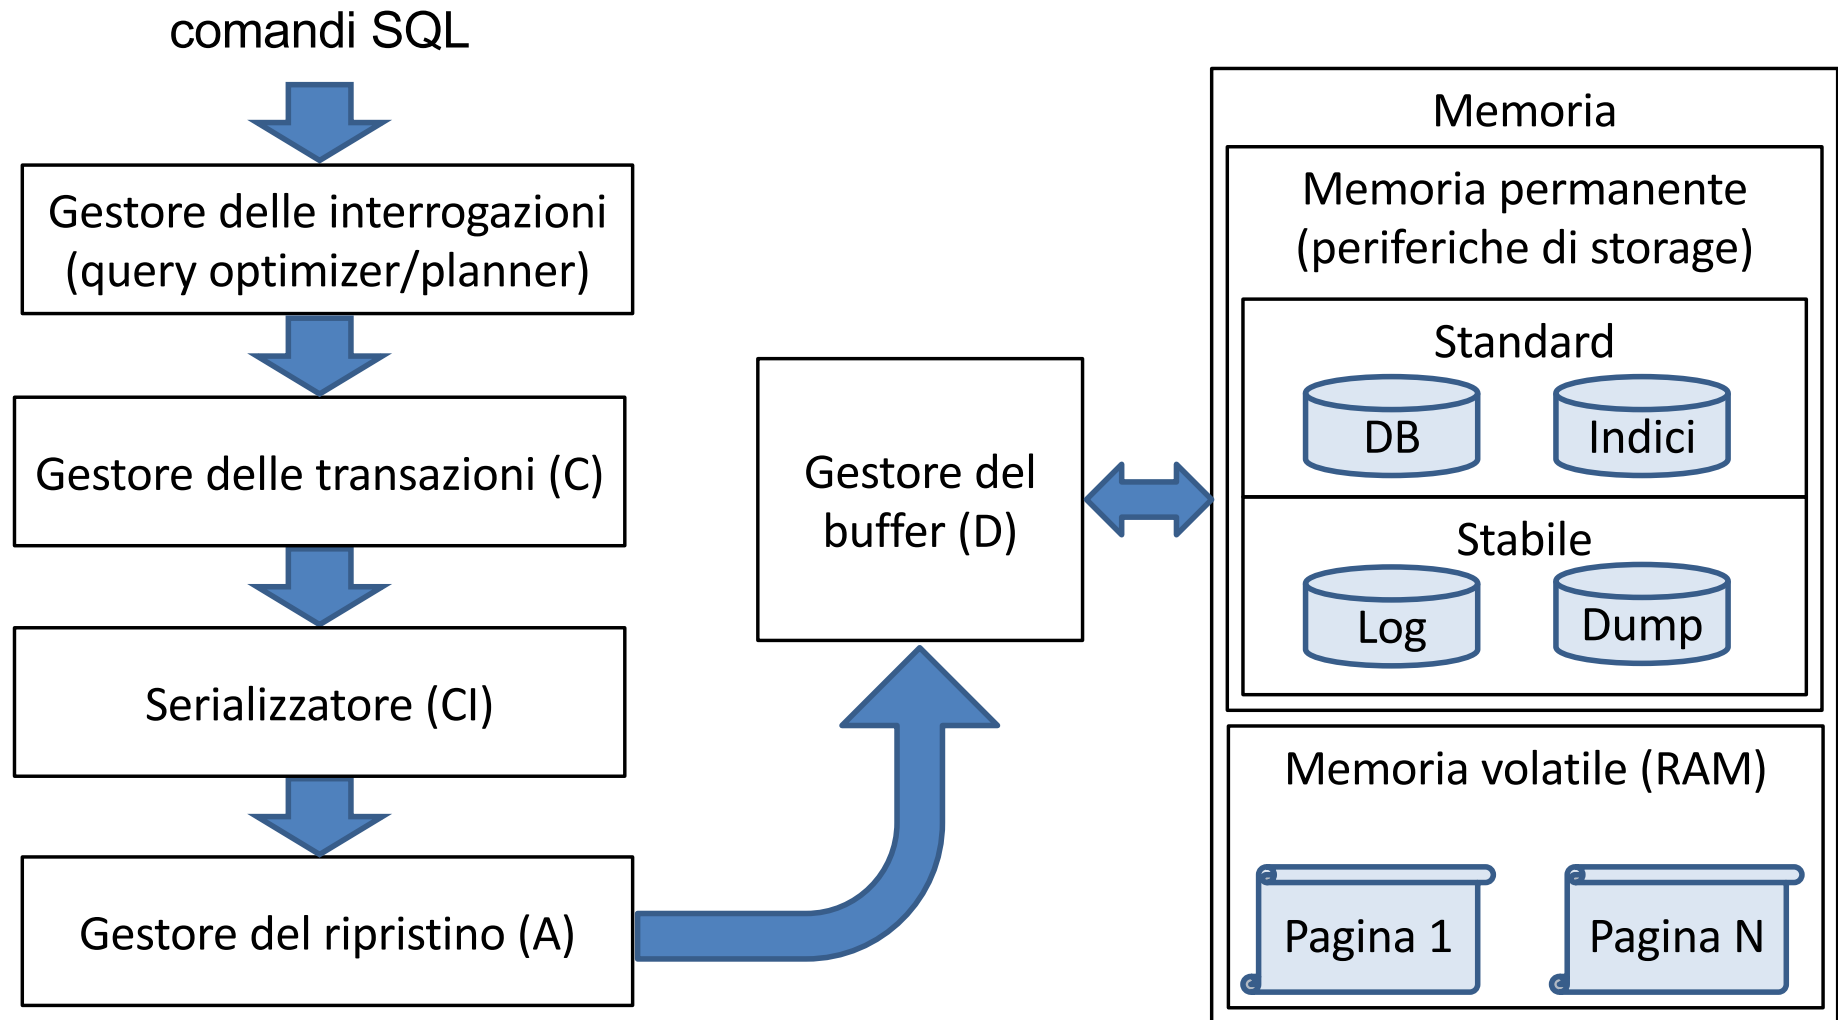 comandi SQL
Gestore delle interrogazioni
(query optimizer/planner)
Gestore delle transazioni (C)
Serializzatore (CI)
Gestore del ripristino (A)
Gestore del
buffer (D)
Memoria
Memoria permanente
(periferiche di storage)
Standard
DB
Indici
Stabile
Log
Dump
Memoria volatile (RAM)
Pagina 1
Pagina N